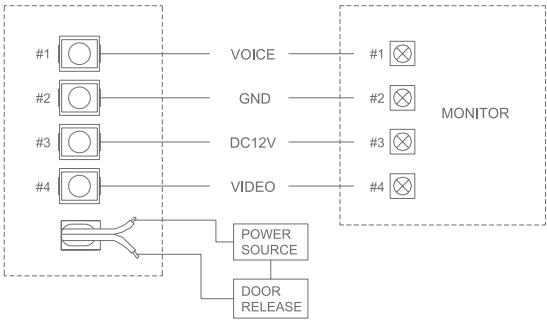 #1 VOICE #1
#2 GND #2
MONITOR
#3 DC12V #3
#4 VIDEO #4
POWER
SOURCE
DOOR
RELEASE